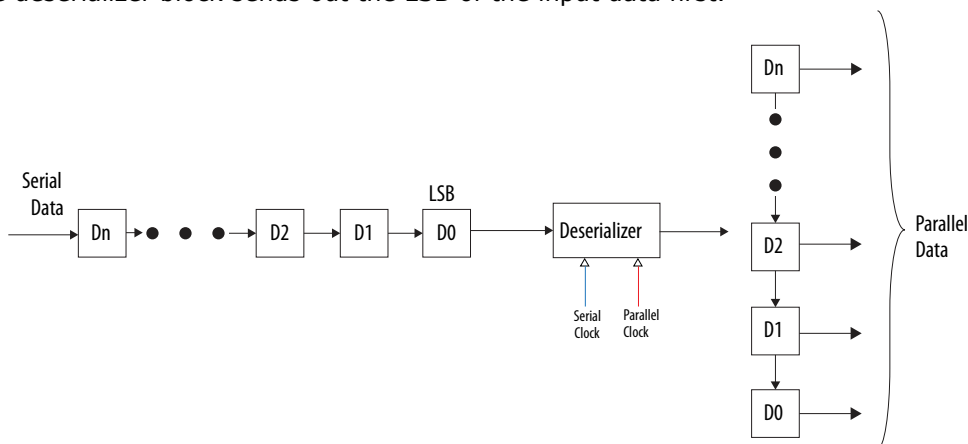 deserializer block sends out the LSB of the input data first.
Serial
Data
Dn
D2
D1
LSB
D0
Deserializer
Serial
Clock
Parallel
Clock
Dn
D2
D1
D0
Parallel
Data